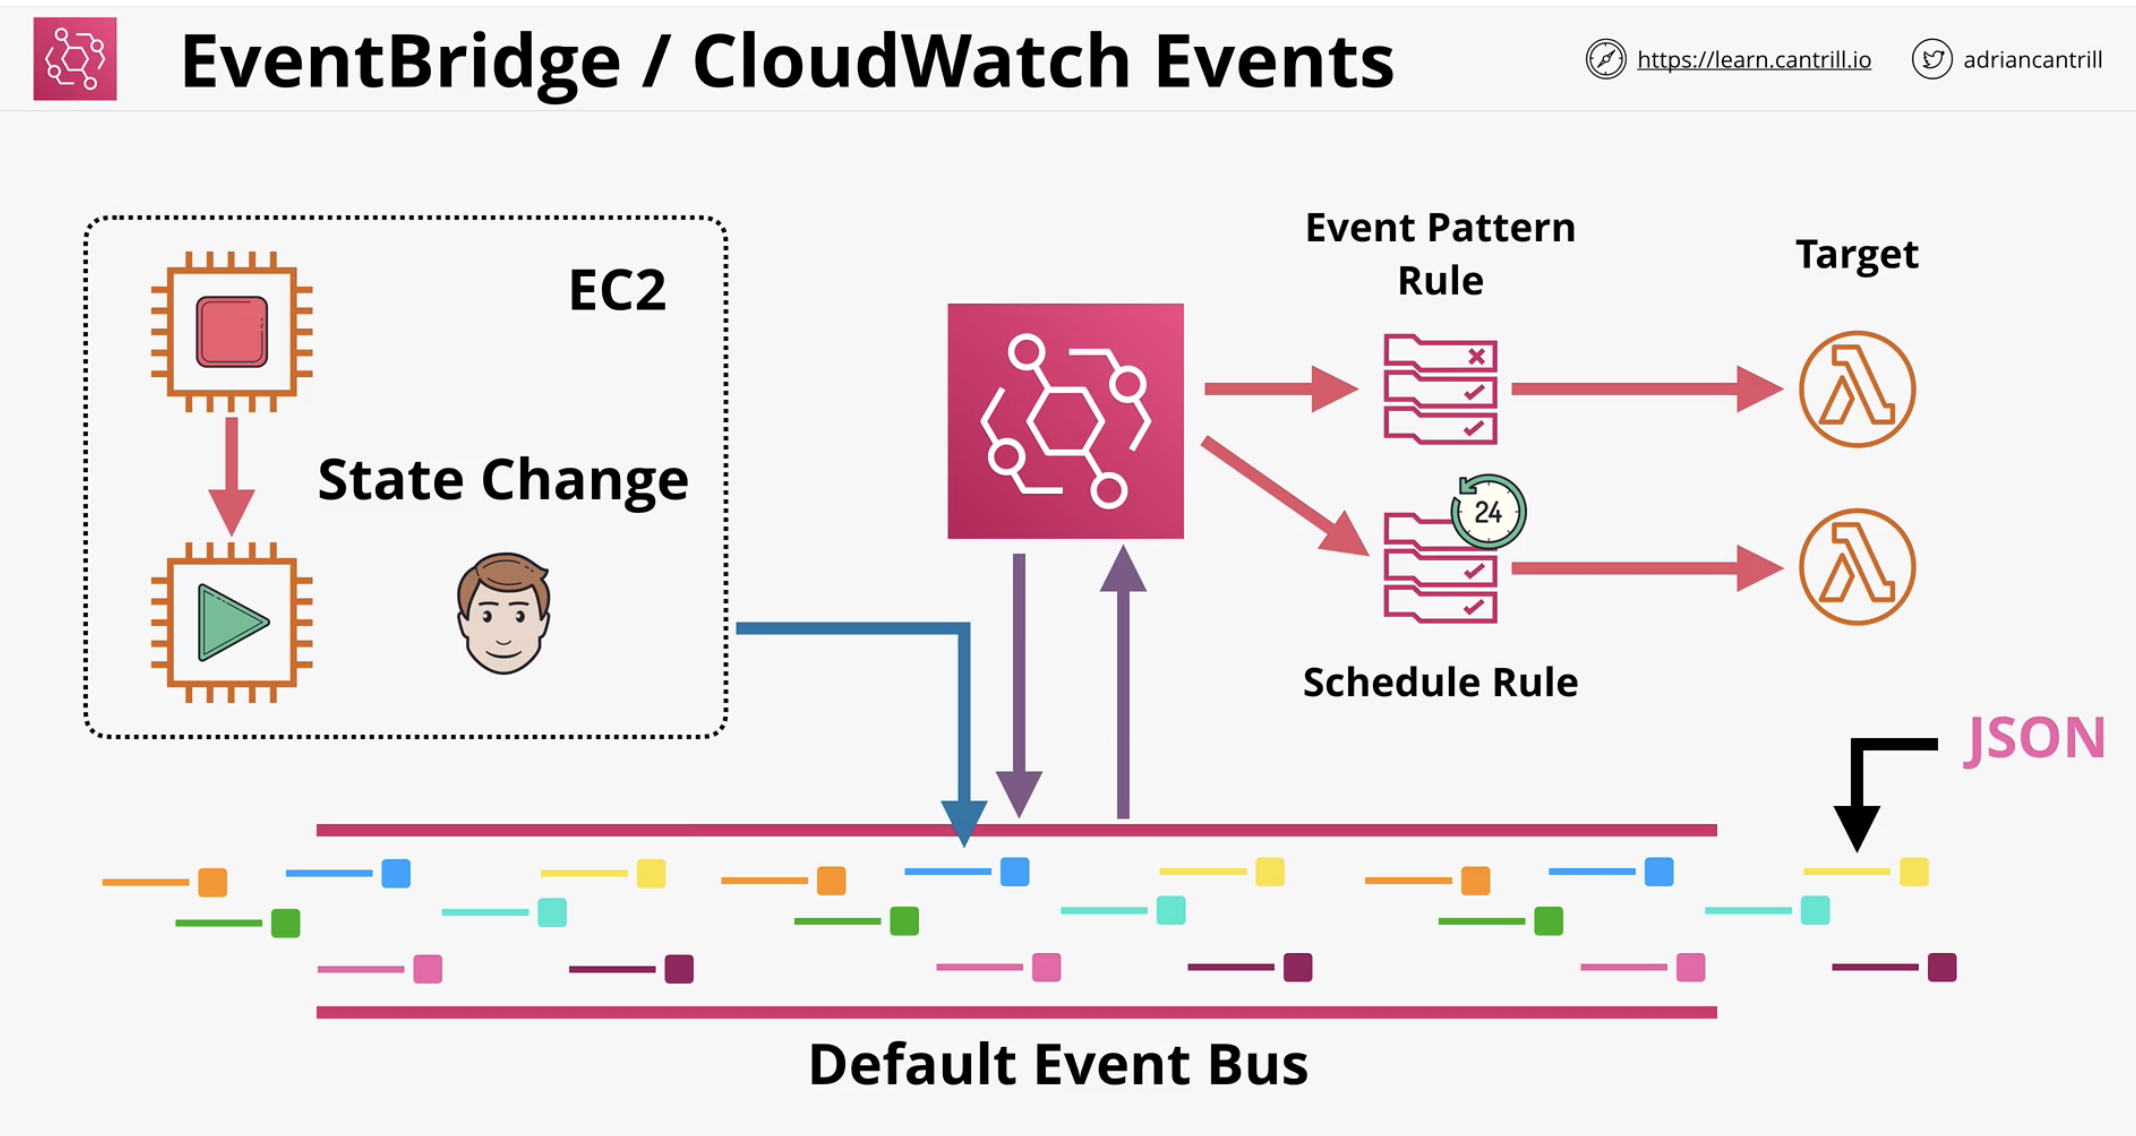 EventBridge / CloudWatch Events
https://learn.cantrill.io
adriancantrill
EC2
State Change
Event Pattern
Rule
Target
24
Schedule Rule
JSON
Default Event Bus